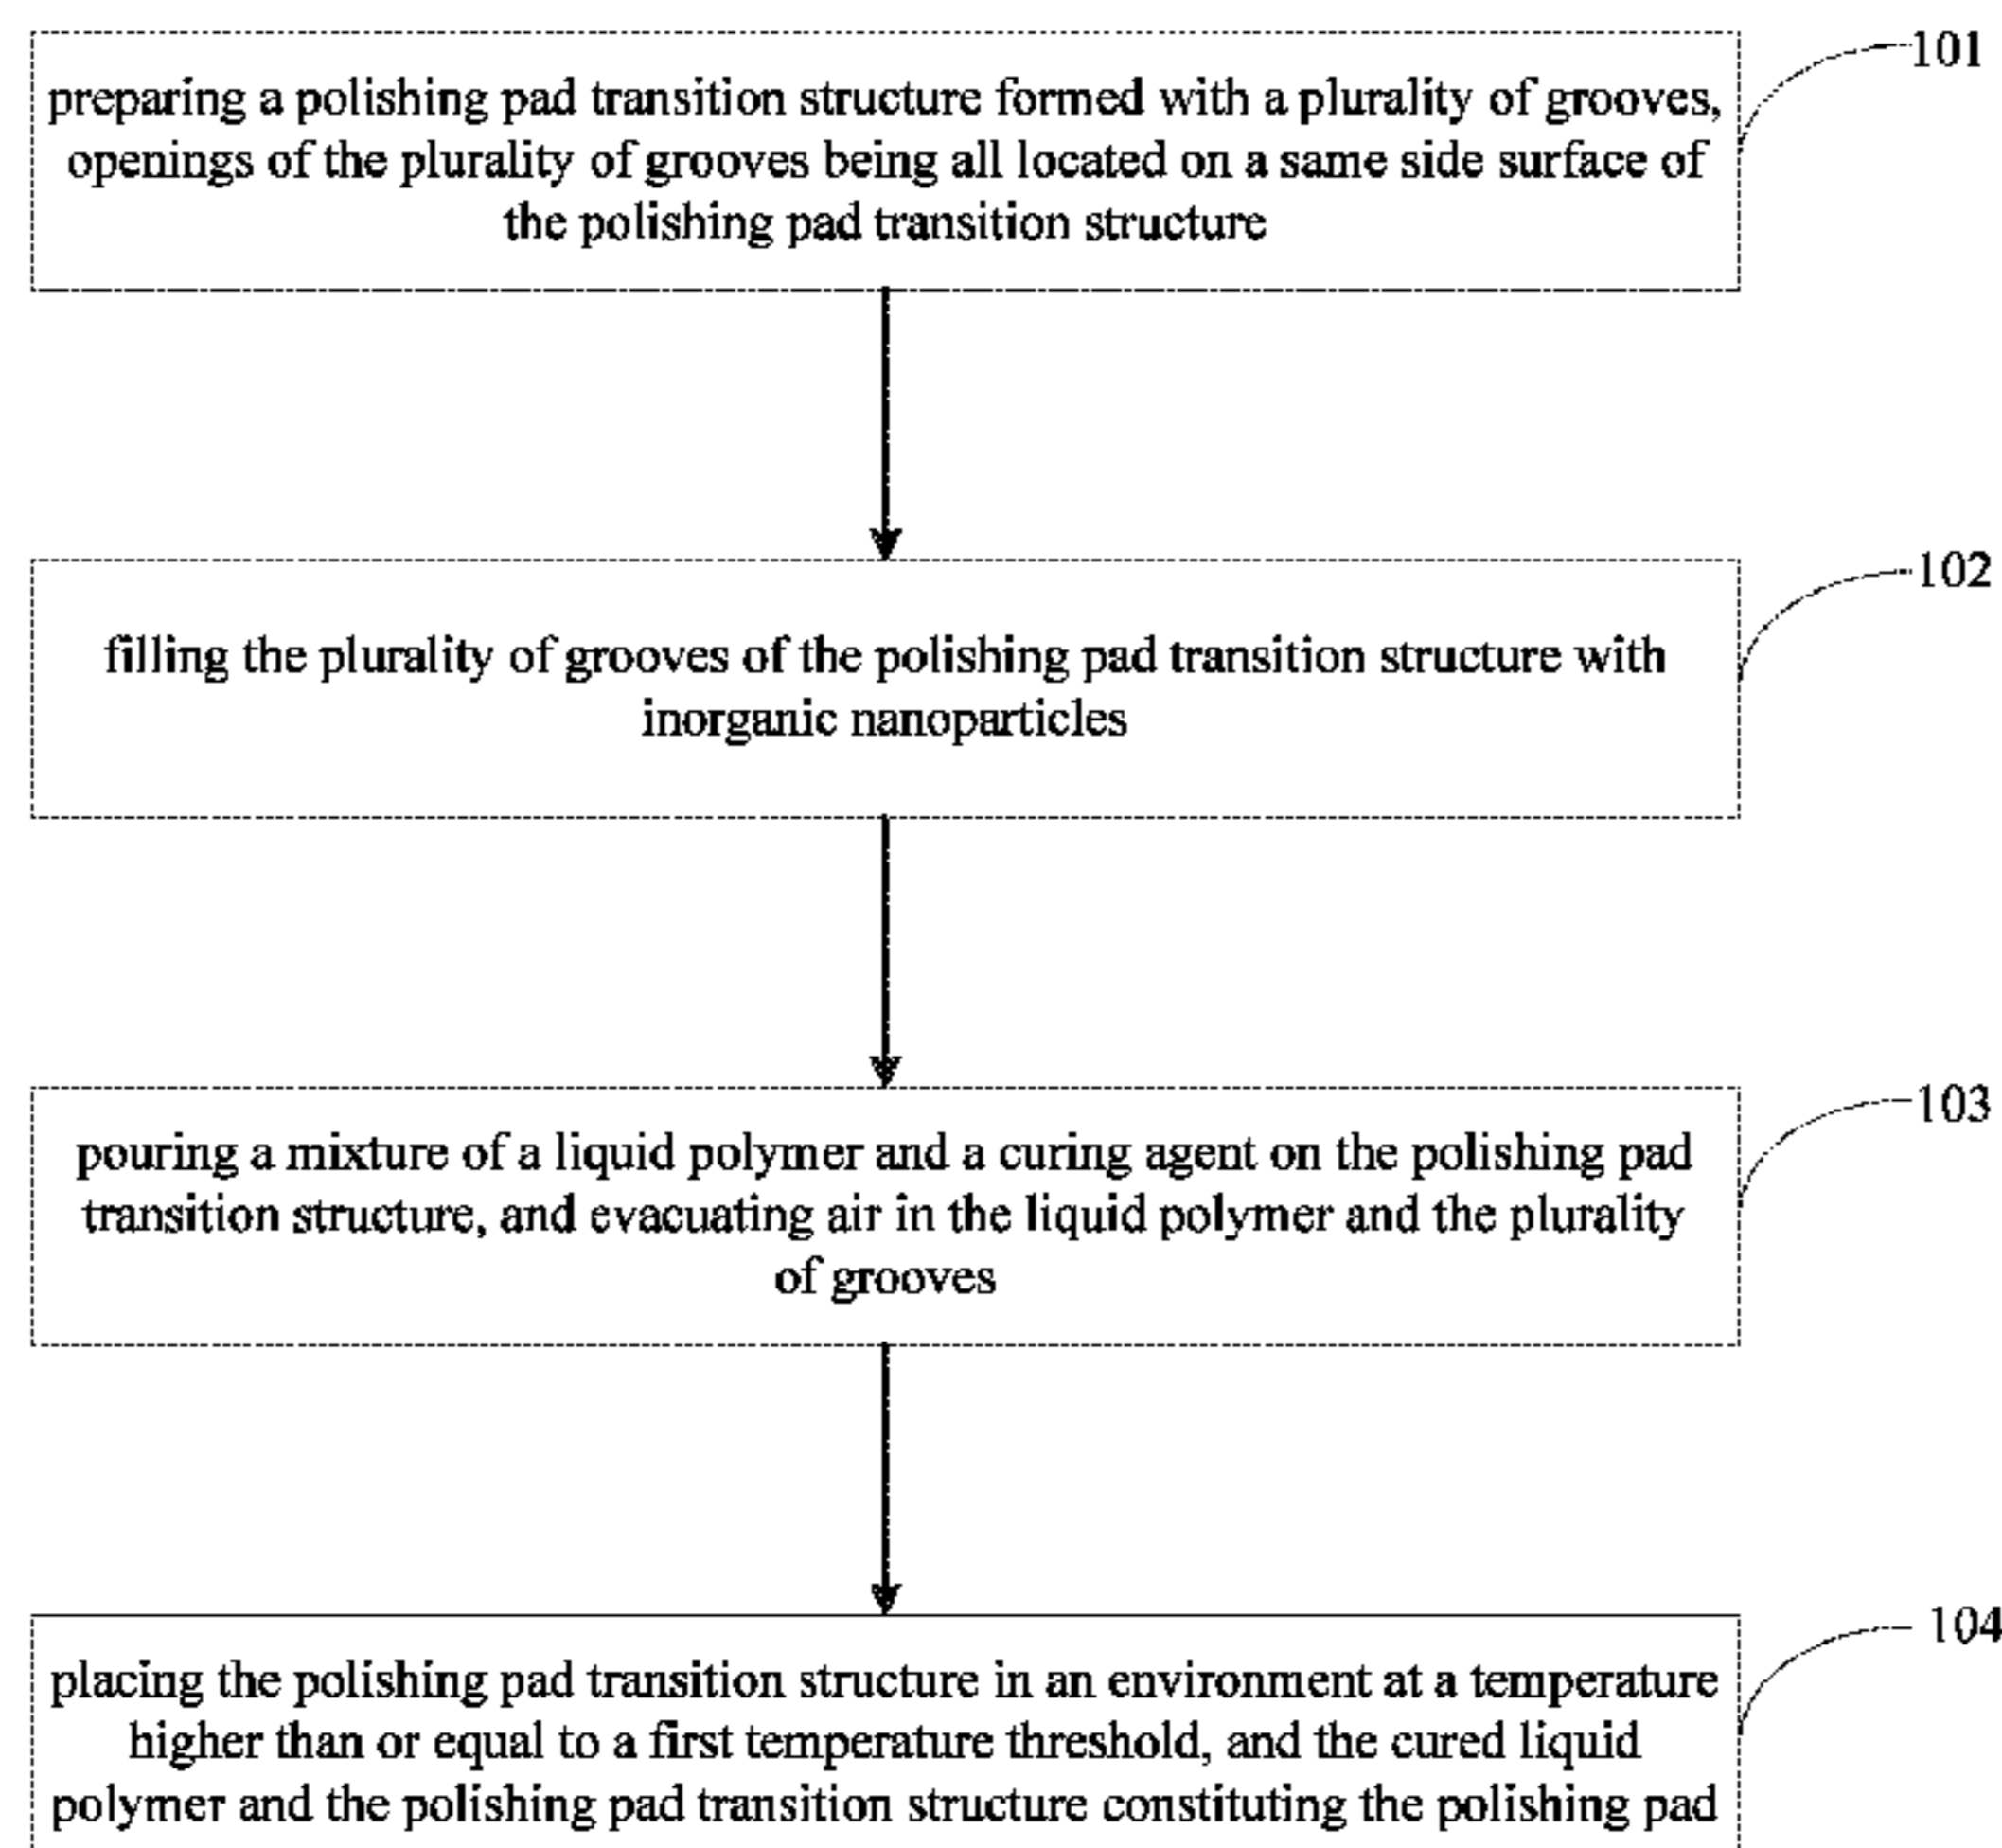 101
preparing a polishing pad transition structure formed with a plurality of grooves,
openings of the plurality of grooves being all located on a same side surface of
the polishing pad transition structure
102
filling the plurality of grooves of the polishing pad transition structure with
inorganic nanoparticles
103
pouring a mixture of a liquid polymer and a curing agent on the polishing pad
transition structure, and evacuating air in the liquid polymer and the plurality
of grooves
104
placing the polishing pad transition structure in an environment at a temperature
higher than or equal to a first temperature threshold, and the cured liquid
polymer and the polishing pad transition structure constituting the polishing pad